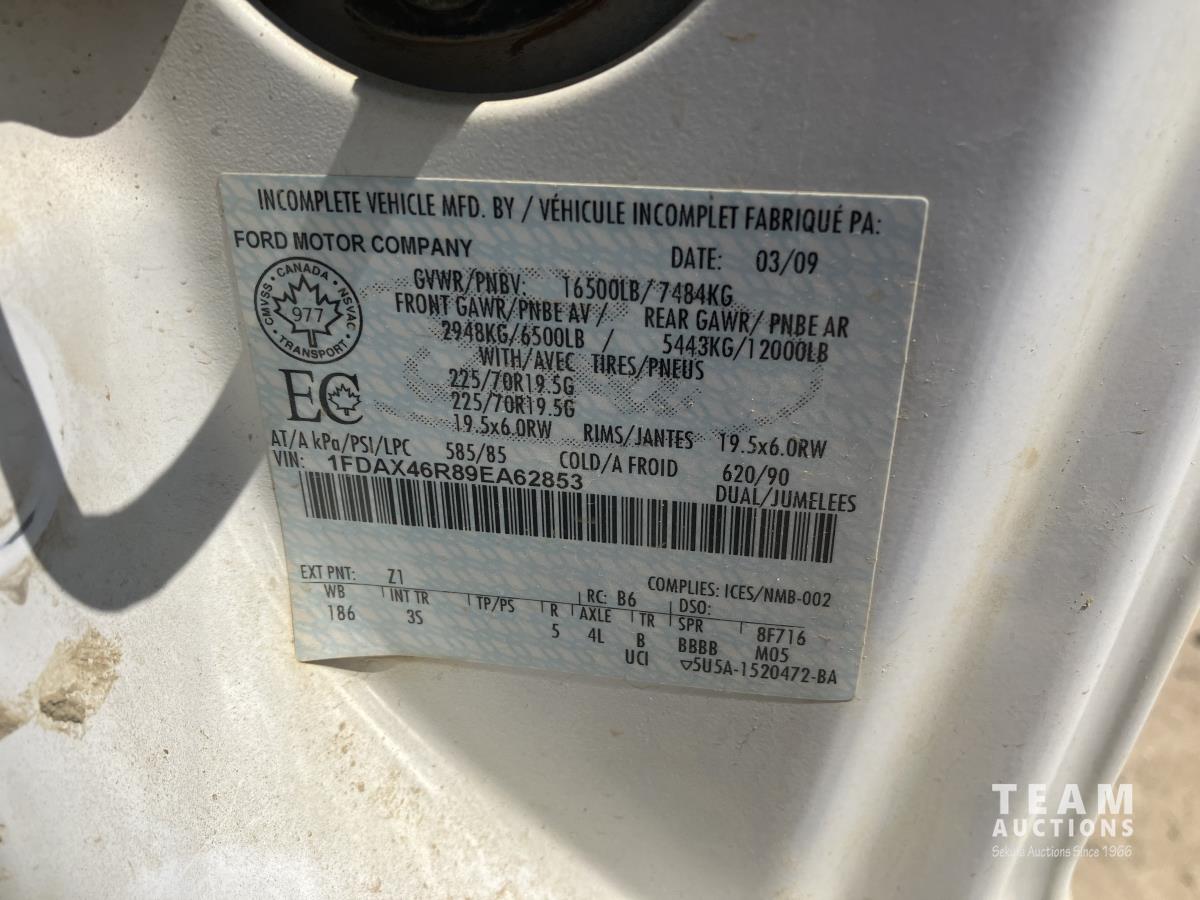 INCOMPLETE VEHICLE MFD. BY / VÉHICULE INCOMPLET FABRIQUÉ PA:
FORD MOTOR COMPANY
DATE: 03/09
CMVSS • CANADA • NSVAC • TRANSPORT •
977
GVWR/PNBV: 16500LB/7484KG
FRONT GAWR/PNBE AV / REAR GAWR/PNBE AR
2948KG/6500LB / 5443KG/12000LB
WITH/AVEC TIRES/PNEUS
225/70R19.5G
225/70R19.5G
19.5x6.0RW RIMS/JANTES 19.5x6.0RW
EC
AT/A kPa/PSI/LPC 585/85 COLD/A FROID 620/90
VIN: 1FDAX46R89EA62853 DUAL/JUMELEES
EXT PNT: Z1 COMPLIES: ICES/NMB-002
RC: B6 DSO:
WB INT TR TP/PS R AXLE TR SPR 8F716
186 3S 5 4L B BBBB M05
UCI ▽5U5A-1520472-BA
TEAM
AUCTIONS
Sekura Auctions Since 1966